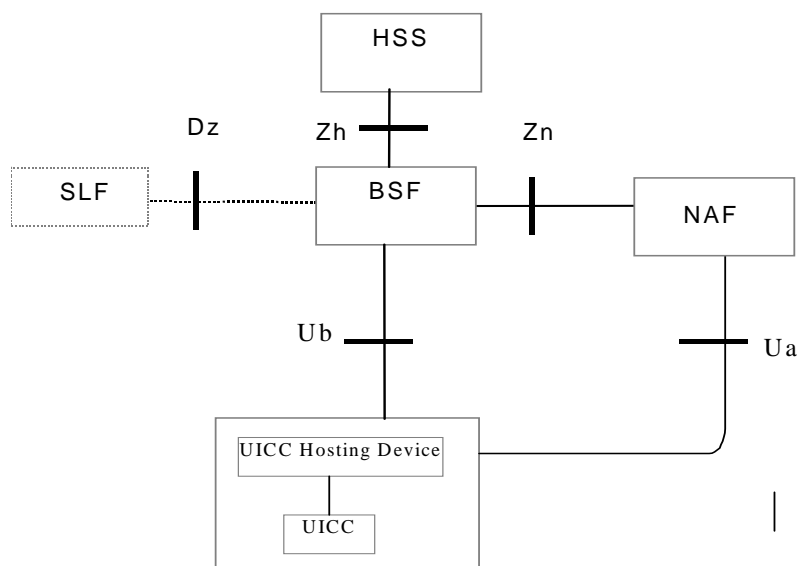 HSS
Dz
Zh
Zn
SLF
BSF
NAF
Ub
Ua
UICC Hosting Device
UICC